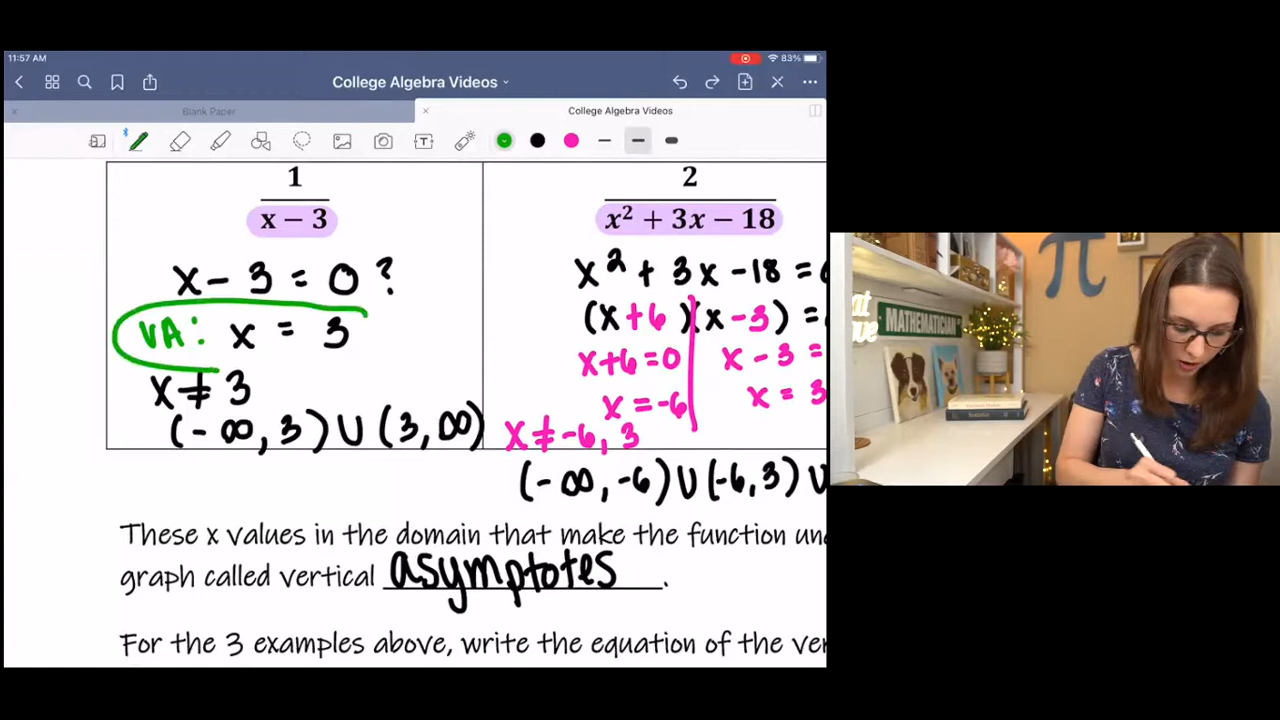 11:57 AM
83%
College Algebra Videos
Blank Paper
College Algebra Videos
1
x − 3
x − 3 = 0 ?
VA: x = 3
x ≠ 3
(-∞, 3) ∪ (3, ∞)
2
x² + 3x − 18
x² + 3x - 18 =
(x + 6)(x - 3) =
x + 6 = 0
x = -6
x - 3 =
x = 3
x ≠ -6, 3
(-∞, -6) ∪ (-6, 3) ∪
These x values in the domain that make the function
graph called vertical asymptotes.
For the 3 examples above, write the equation of the
MATHEMATICIAN
π